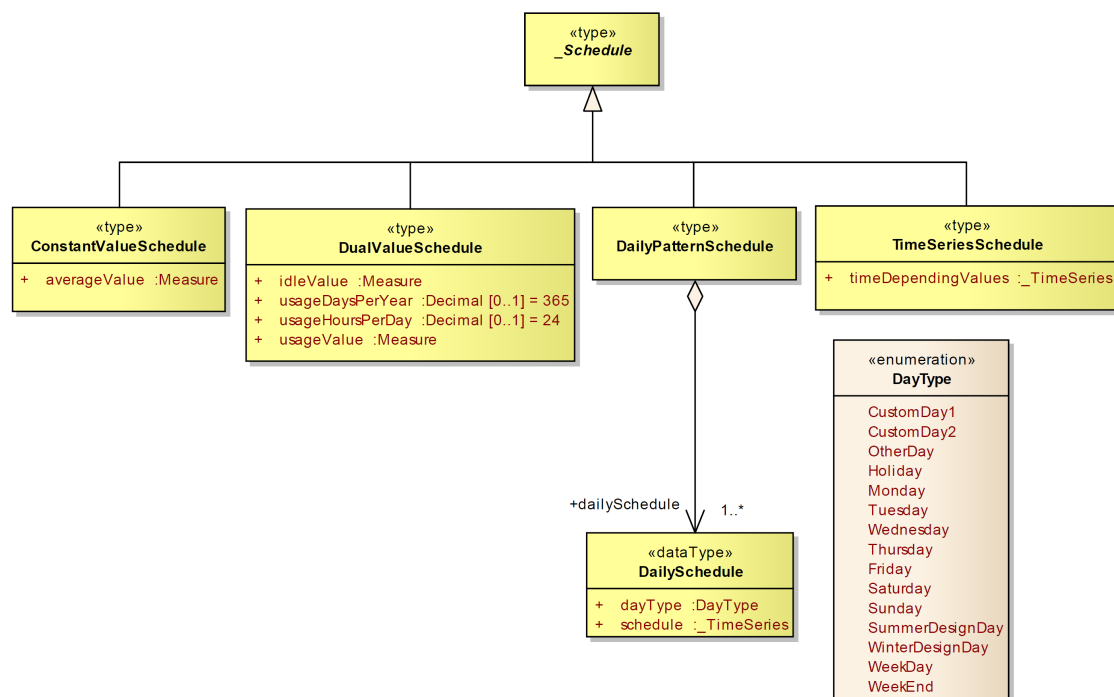 «type»
_Schedule
«type»
ConstantValueSchedule
+ averageValue :Measure
«type»
DualValueSchedule
+ idleValue :Measure
+ usageDaysPerYear :Decimal [0..1] = 365
+ usageHoursPerDay :Decimal [0..1] = 24
+ usageValue :Measure
«type»
DailyPatternSchedule
«type»
TimeSeriesSchedule
+ timeDependingValues :_TimeSeries
+dailySchedule
1..*
«dataType»
DailySchedule
+ dayType :DayType
+ schedule :_TimeSeries
«enumeration»
DayType
CustomDay1
CustomDay2
OtherDay
Holiday
Monday
Tuesday
Wednesday
Thursday
Friday
Saturday
Sunday
SummerDesignDay
WinterDesignDay
WeekDay
WeekEnd